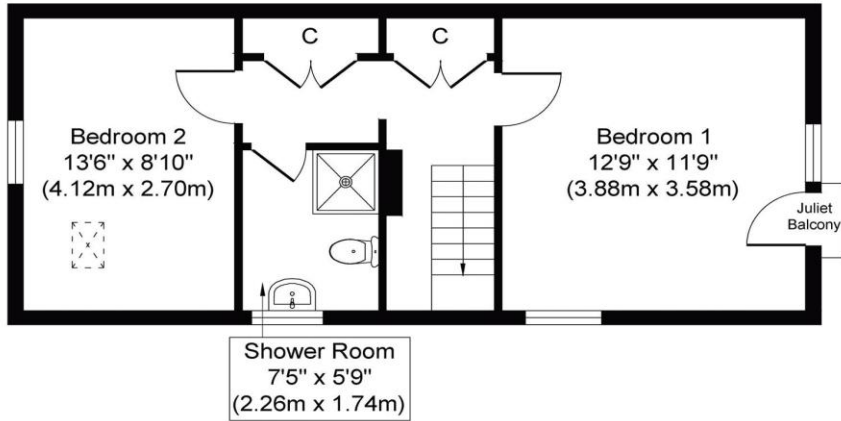 C
C
Bedroom 2
13'6" x 8'10"
(4.12m x 2.70m)
Bedroom 1
12'9" x 11'9"
(3.88m x 3.58m)
Juliet
Balcony
Shower Room
7'5" x 5'9"
(2.26m x 1.74m)